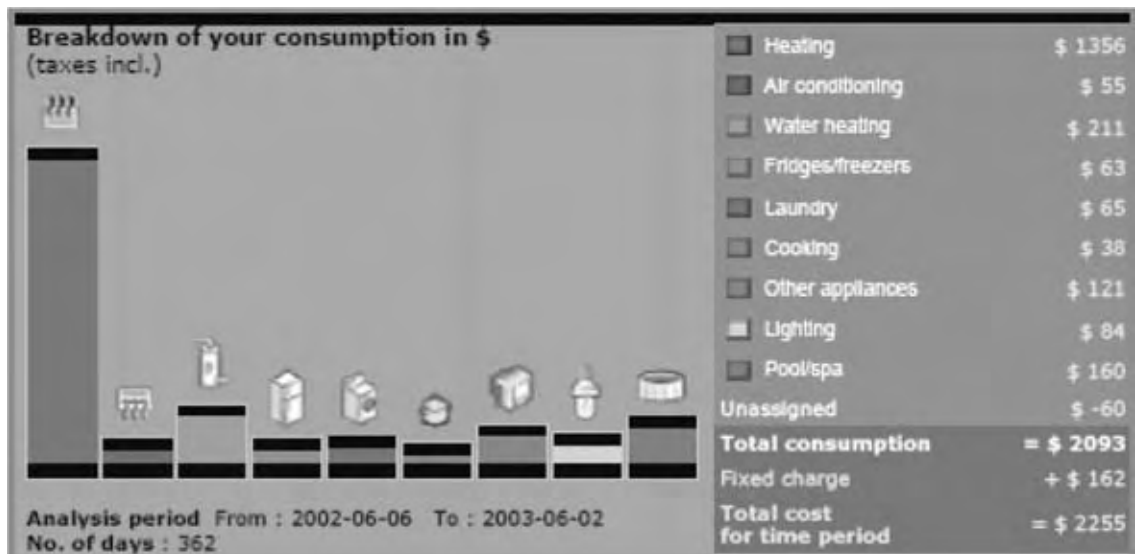 Breakdown of your consumption in $
(taxes incl.)
Heating $ 1356
Air conditioning $ 55
Water heating $ 211
Fridges/freezers $ 63
Laundry $ 65
Cooking $ 38
Other appliances $ 121
Lighting $ 84
Pool/spa $ 160
Unassigned $ -60
Total consumption = $ 2093
Fixed charge + $ 162
Total cost
for time period = $ 2255
Analysis period From : 2002-06-06 To : 2003-06-02
No. of days : 362